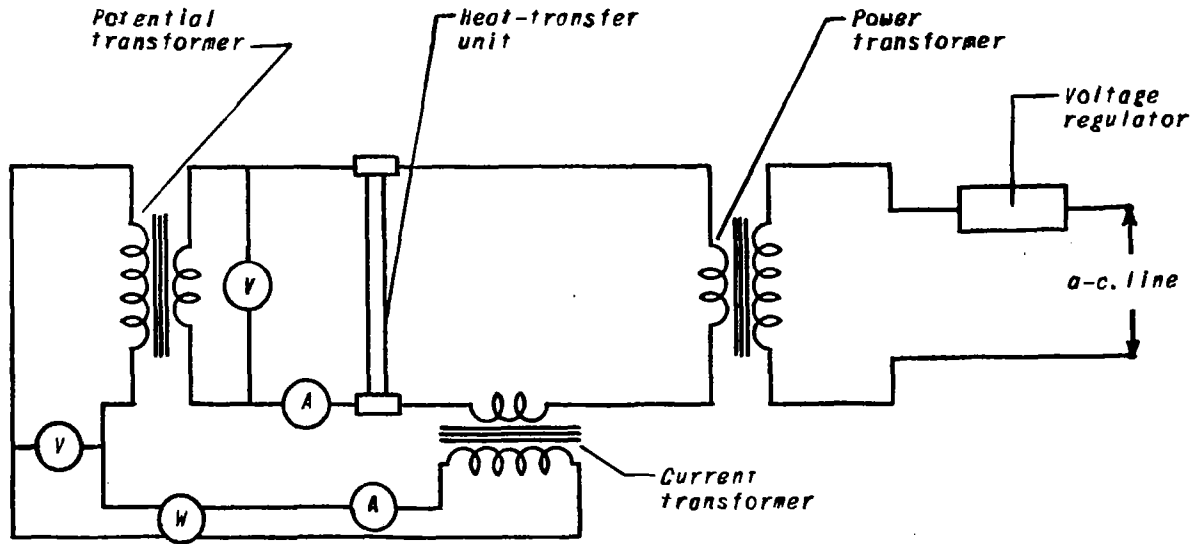 Potential
transformer
Heat-transfer
unit
Power
transformer
Voltage
regulator
V
a-c. line
A
V
Current
transformer
A
W